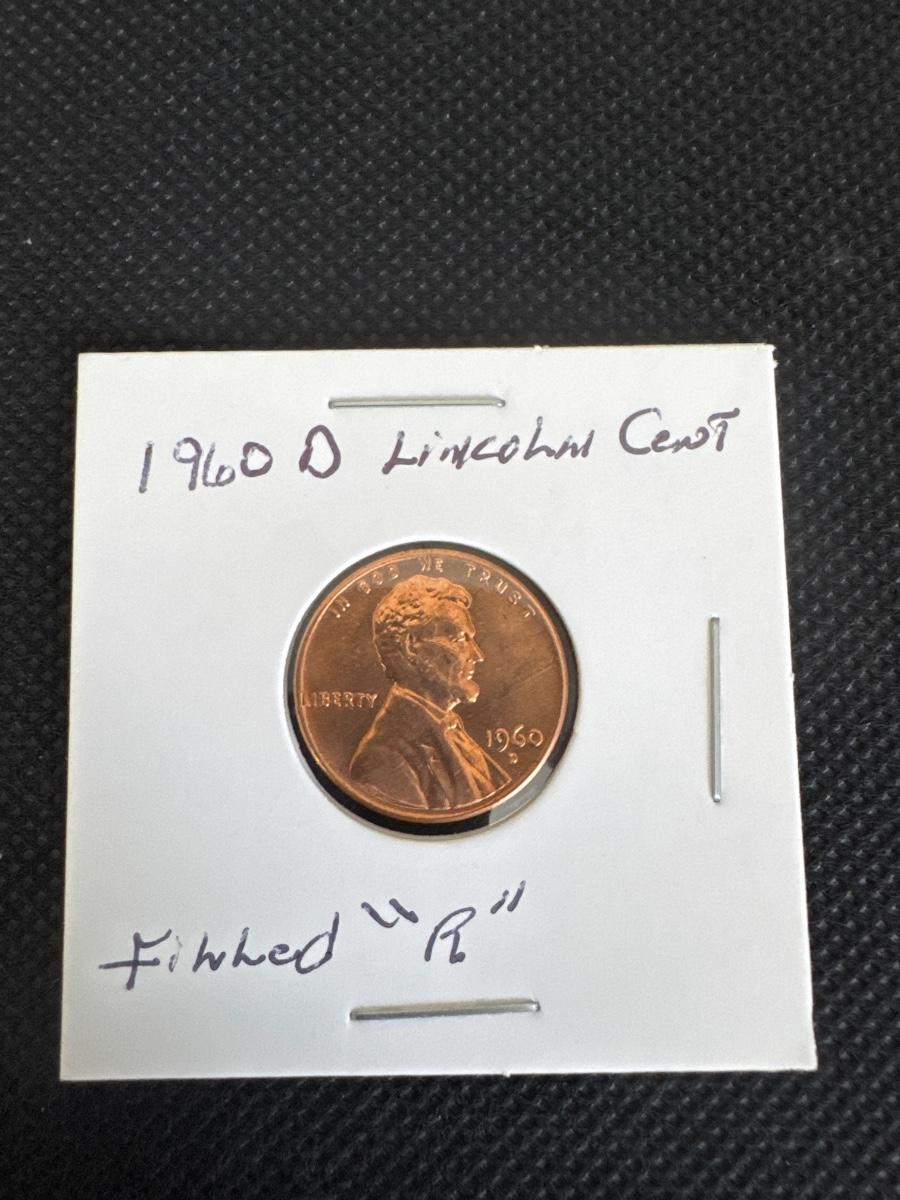 1960 D LINCOLN CENT
IN GOD WE TRUST
LIBERTY
1960
D
Filled "R"